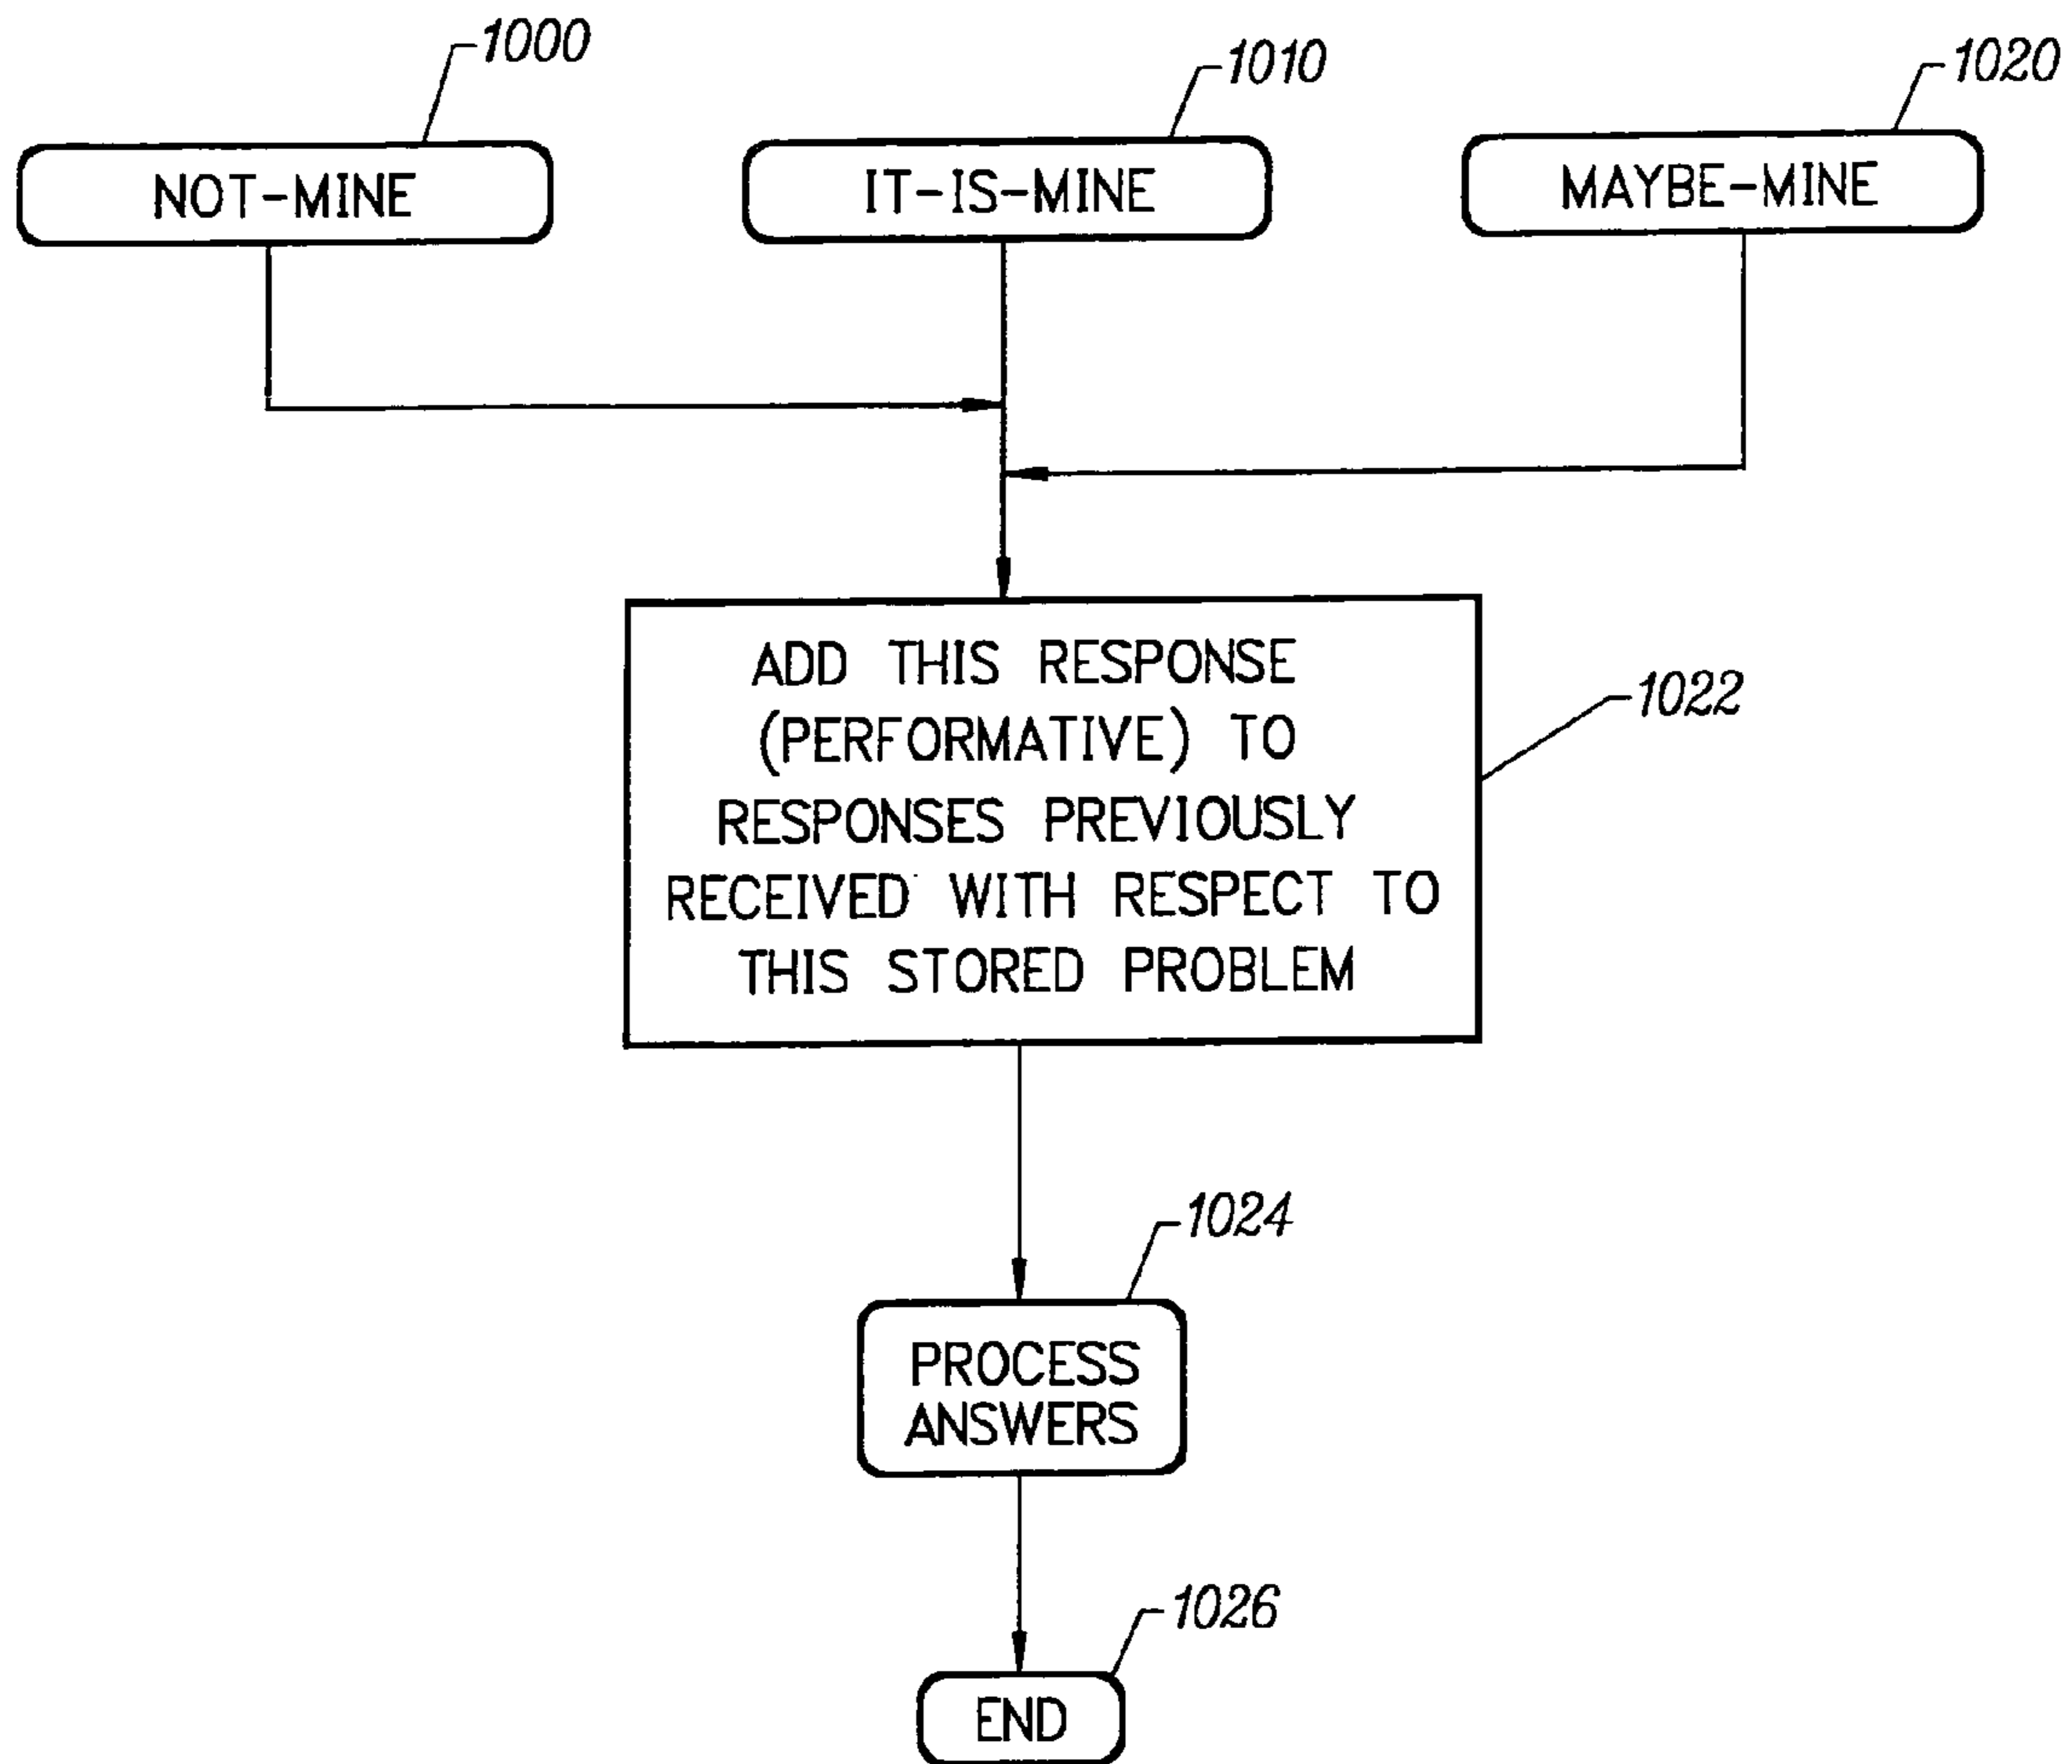 1000
1010
1020
NOT-MINE
IT-IS-MINE
MAYBE-MINE
ADD THIS RESPONSE
(PERFORMATIVE) TO
RESPONSES PREVIOUSLY
RECEIVED WITH RESPECT TO
THIS STORED PROBLEM
1022
1024
PROCESS
ANSWERS
1026
END